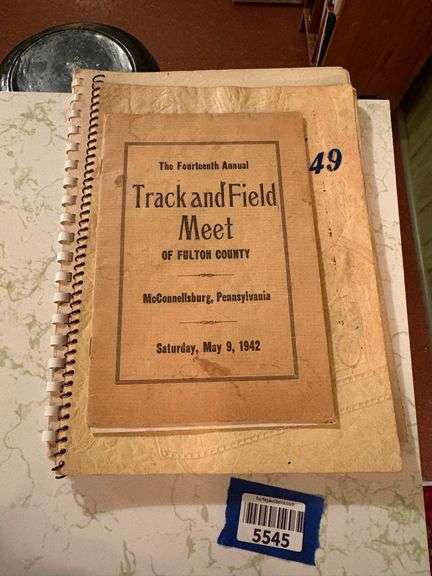 The Fourteenth Annual
Track and Field
Meet
OF FULTON COUNTY
McConnellsburg, Pennsylvania
Saturday, May 9, 1942
49
5545